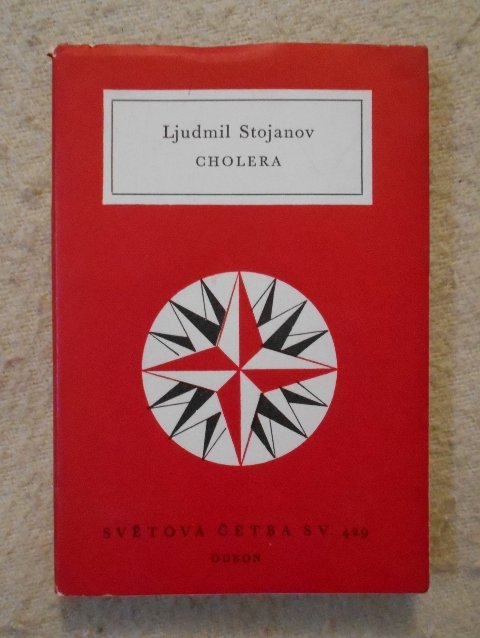 Ljudmil Stojanov
CHOLERA
SVĚTOVÁ ČETBA SV. 429
ODEON